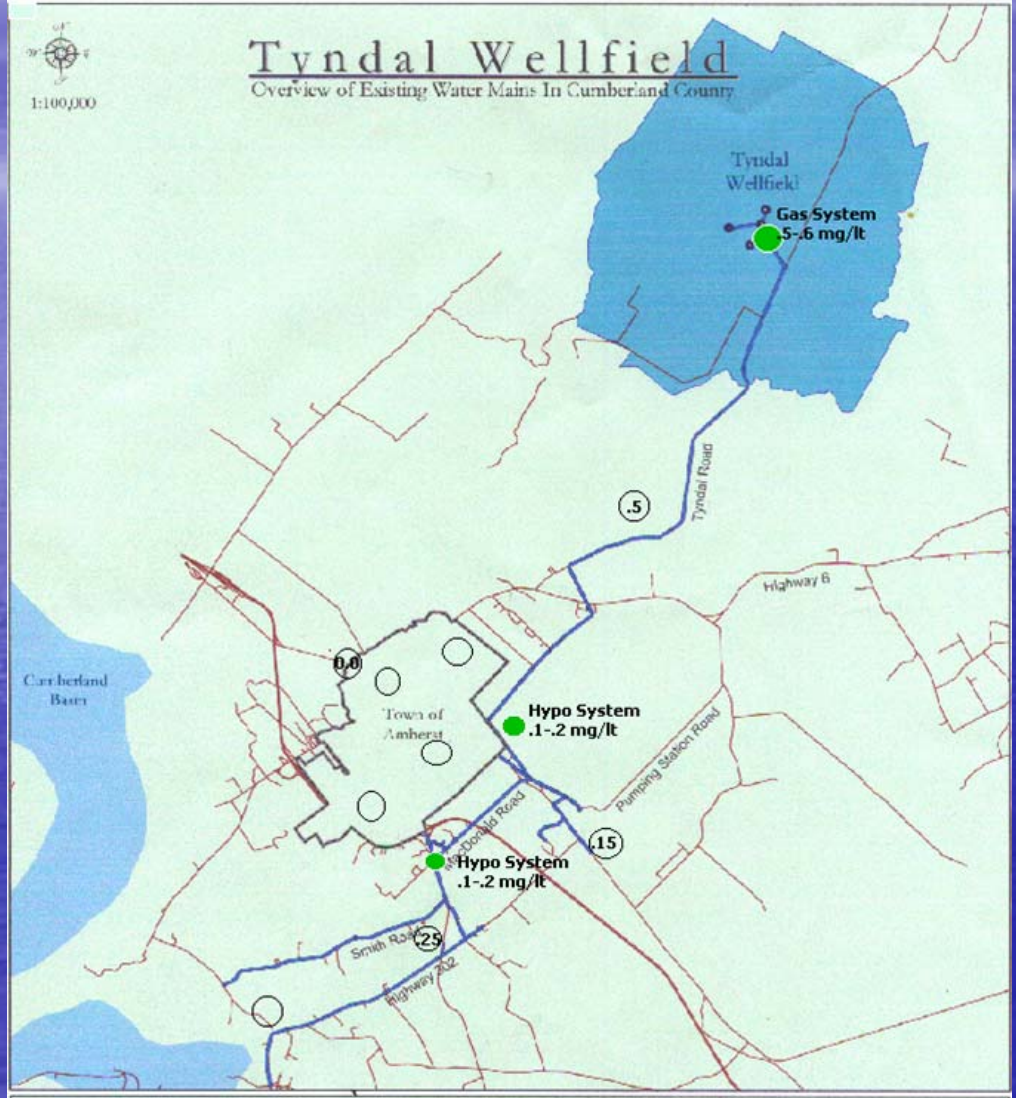 Tyndal Wellfield
Overview of Existing Water Mains In Cumberland County
1:100,000
Tyndal
Wellfield
Gas System
.5-.6 mg/lt
.5
Tyndal Road
Highway 6
0.0
Cumberland
Basin
Town of
Amherst
Hypo System
.1-.2 mg/lt
Pumping Station Road
MacDonald Road
.15
Hypo System
.1-.2 mg/lt
Smith Road
.25
Highway 302